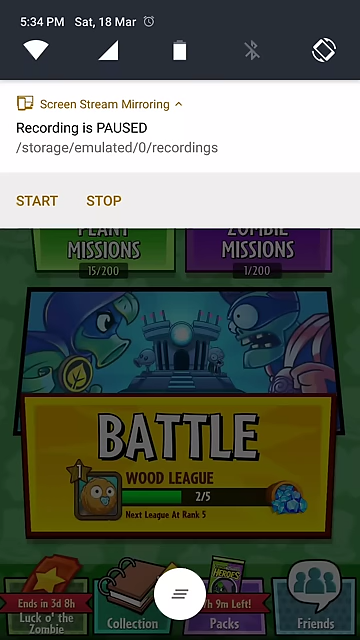 5:34 PM Sat, 18 Mar
Screen Stream Mirroring
Recording is PAUSED
/storage/emulated/0/recordings
START STOP
PLANT ZOMBIE
MISSIONS MISSIONS
15/200 1/200
BATTLE
1
WOOD LEAGUE
2/5
Next League At Rank 5
HEROES
Ends in 3d 8h
h 9m Left!
Luck o' the
Zombie
Collection
Packs
Friends